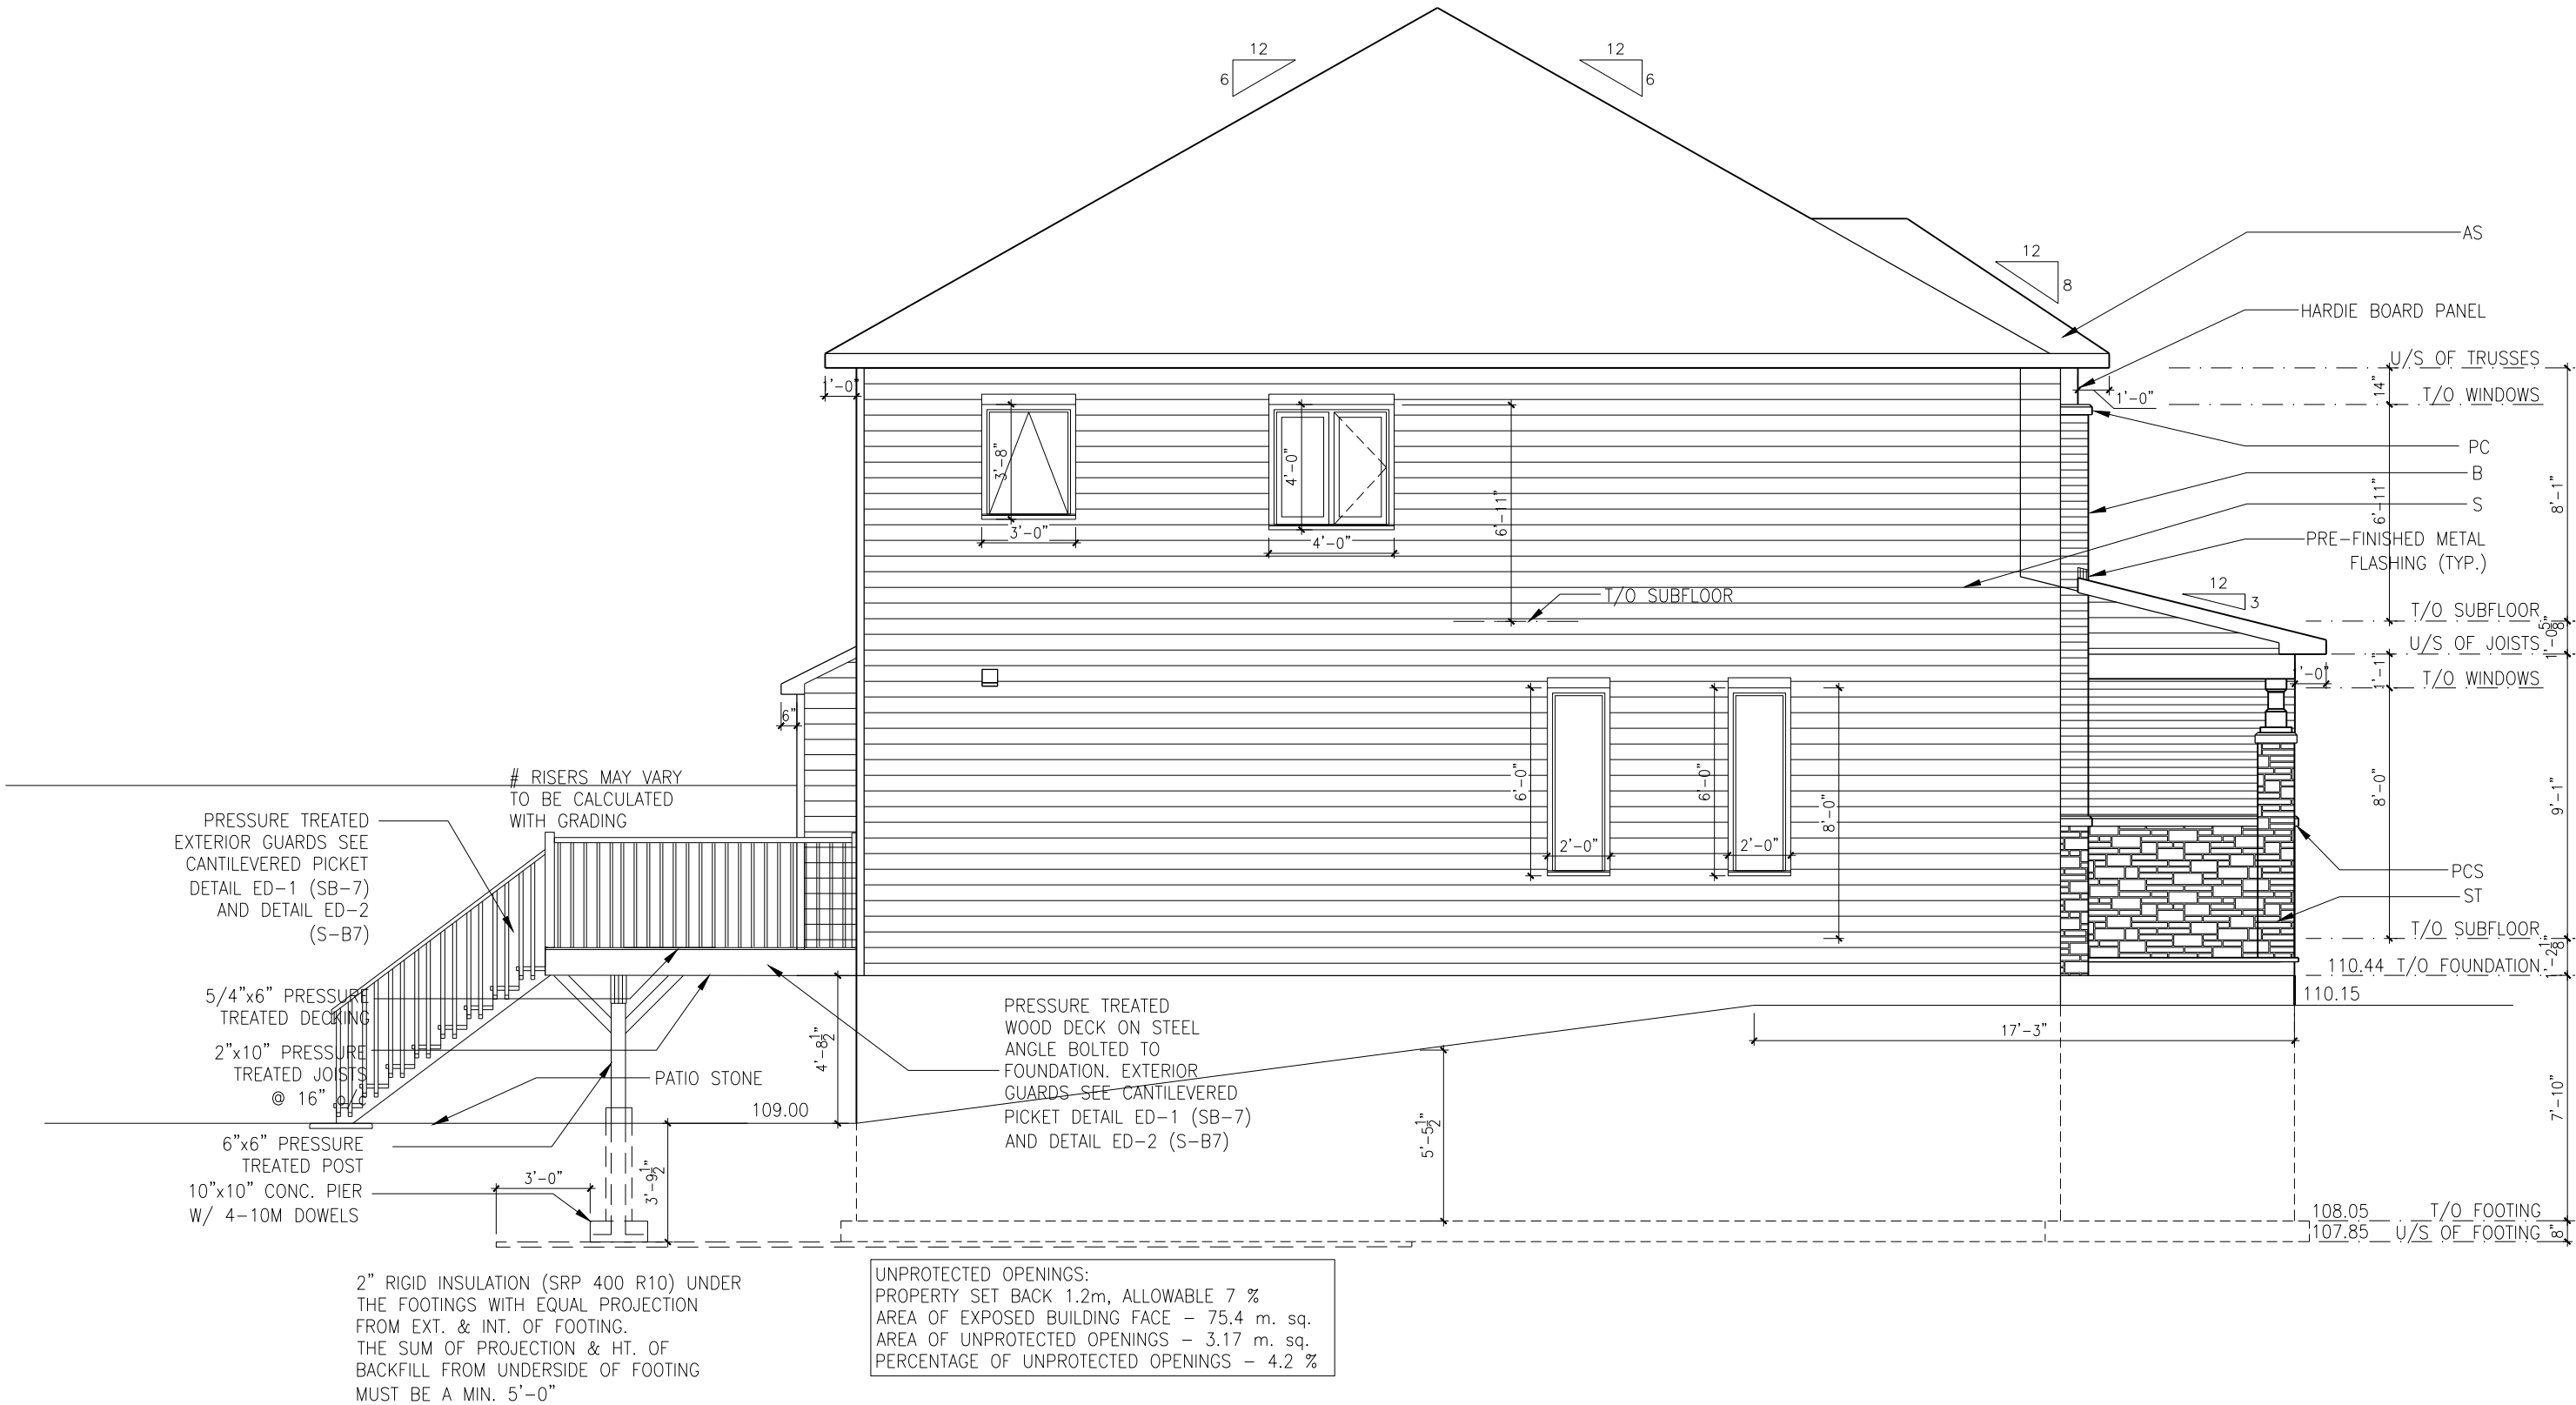 12
6
12
6
12
8
AS
HARDIE BOARD PANEL
U/S OF TRUSSES
14"
T/O WINDOWS
1'-0"
1'-0"
PC
B
S
6'-11"
8'-1"
PRE-FINISHED METAL
FLASHING (TYP.)
3'-8"
3'-0"
4'-0"
4'-0"
6'-11"
T/O SUBFLOOR
12
3
T/O SUBFLOOR
1'-0 5/8"
U/S OF JOISTS
1'-1"
T/O WINDOWS
6"
6'-0"
2'-0"
6'-0"
2'-0"
8'-0"
8'-0"
9'-1"
# RISERS MAY VARY
TO BE CALCULATED
WITH GRADING
PRESSURE TREATED
EXTERIOR GUARDS SEE
CANTILEVERED PICKET
DETAIL ED-1 (SB-7)
AND DETAIL ED-2
(S-B7)
PCS
ST
T/O SUBFLOOR
110.44 T/O FOUNDATION
110.15
17'-3"
7'-10"
5/4"x6" PRESSURE
TREATED DECKING
2"x10" PRESSURE
TREATED JOISTS
@ 16" o/c
4'-8 1/2"
PRESSURE TREATED
WOOD DECK ON STEEL
ANGLE BOLTED TO
FOUNDATION. EXTERIOR
GUARDS SEE CANTILEVERED
PICKET DETAIL ED-1 (SB-7)
AND DETAIL ED-2 (S-B7)
PATIO STONE
109.00
5'-5 1/2"
6"x6" PRESSURE
TREATED POST
10"x10" CONC. PIER
W/ 4-10M DOWELS
3'-0"
3'-9 1/2"
108.05 T/O FOOTING
107.85 U/S OF FOOTING
8"
2" RIGID INSULATION (SRP 400 R10) UNDER
THE FOOTINGS WITH EQUAL PROJECTION
FROM EXT. & INT. OF FOOTING.
THE SUM OF PROJECTION & HT. OF
BACKFILL FROM UNDERSIDE OF FOOTING
MUST BE A MIN. 5'-0"
UNPROTECTED OPENINGS:
PROPERTY SET BACK 1.2m, ALLOWABLE 7 %
AREA OF EXPOSED BUILDING FACE - 75.4 m. sq.
AREA OF UNPROTECTED OPENINGS - 3.17 m. sq.
PERCENTAGE OF UNPROTECTED OPENINGS - 4.2 %